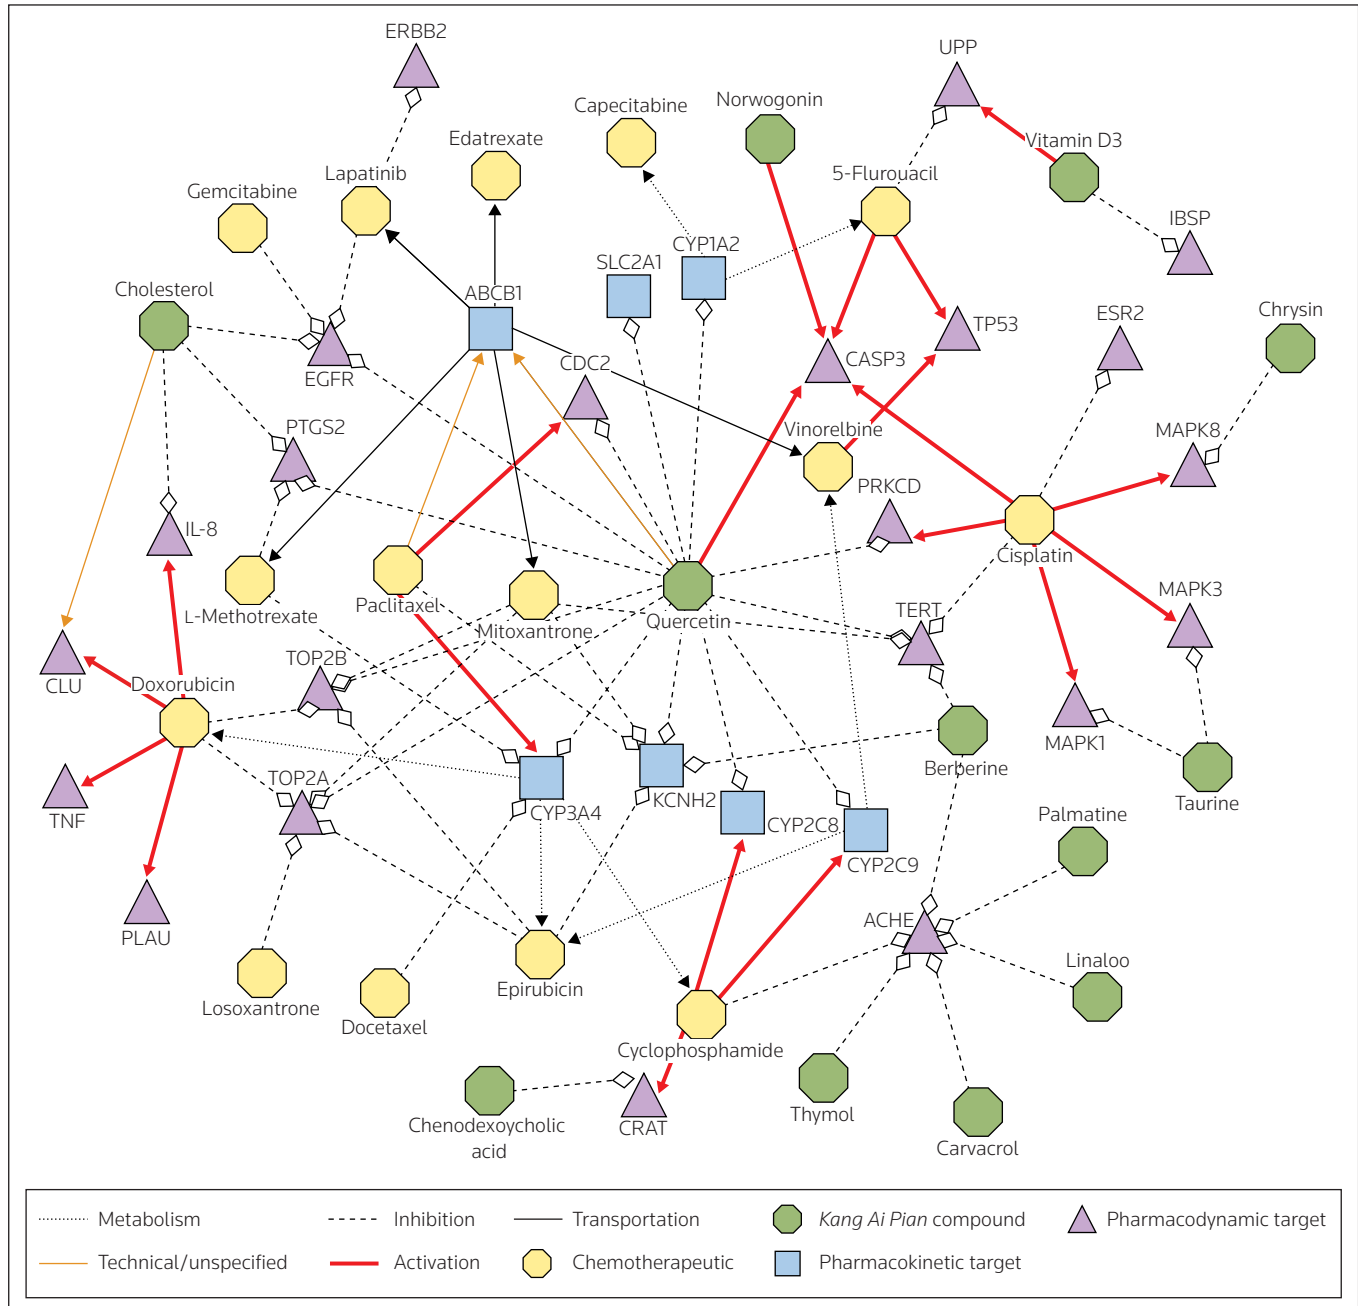 ERBB2
UPP
Capecitabine
Norwogonin
Edatrexate
Vitamin D3
Lapatinib
5-Flurouacil
Gemcitabine
IBSP
CYP1A2
SLC2A1
Cholesterol
ABCB1
Chrysin
ESR2
TP53
CDC2
CASP3
EGFR
PTGS2
Vinorelbine
MAPK8
PRKCD
IL-8
Cisplatin
MAPK3
Paclitaxel
L-Methotrexate
TERT
Quercetin
Mitoxantrone
TOP2B
CLU
Doxorubicin
MAPK1
Berberine
TOP2A
KCNH2
Taurine
CYP3A4
Palmatine
TNF
CYP2C8
CYP2C9
ACHE
PLAU
Linaloo
Epirubicin
Losoxantrone
Docetaxel
Cyclophosphamide
Thymol
Chenodexoycholic
acid
CRAT
Carvacrol
Metabolism
Inhibition
Transportation
Kang Ai Pian compound
Pharmacodynamic target
Technical/unspecified
Activation
Chemotherapeutic
Pharmacokinetic target